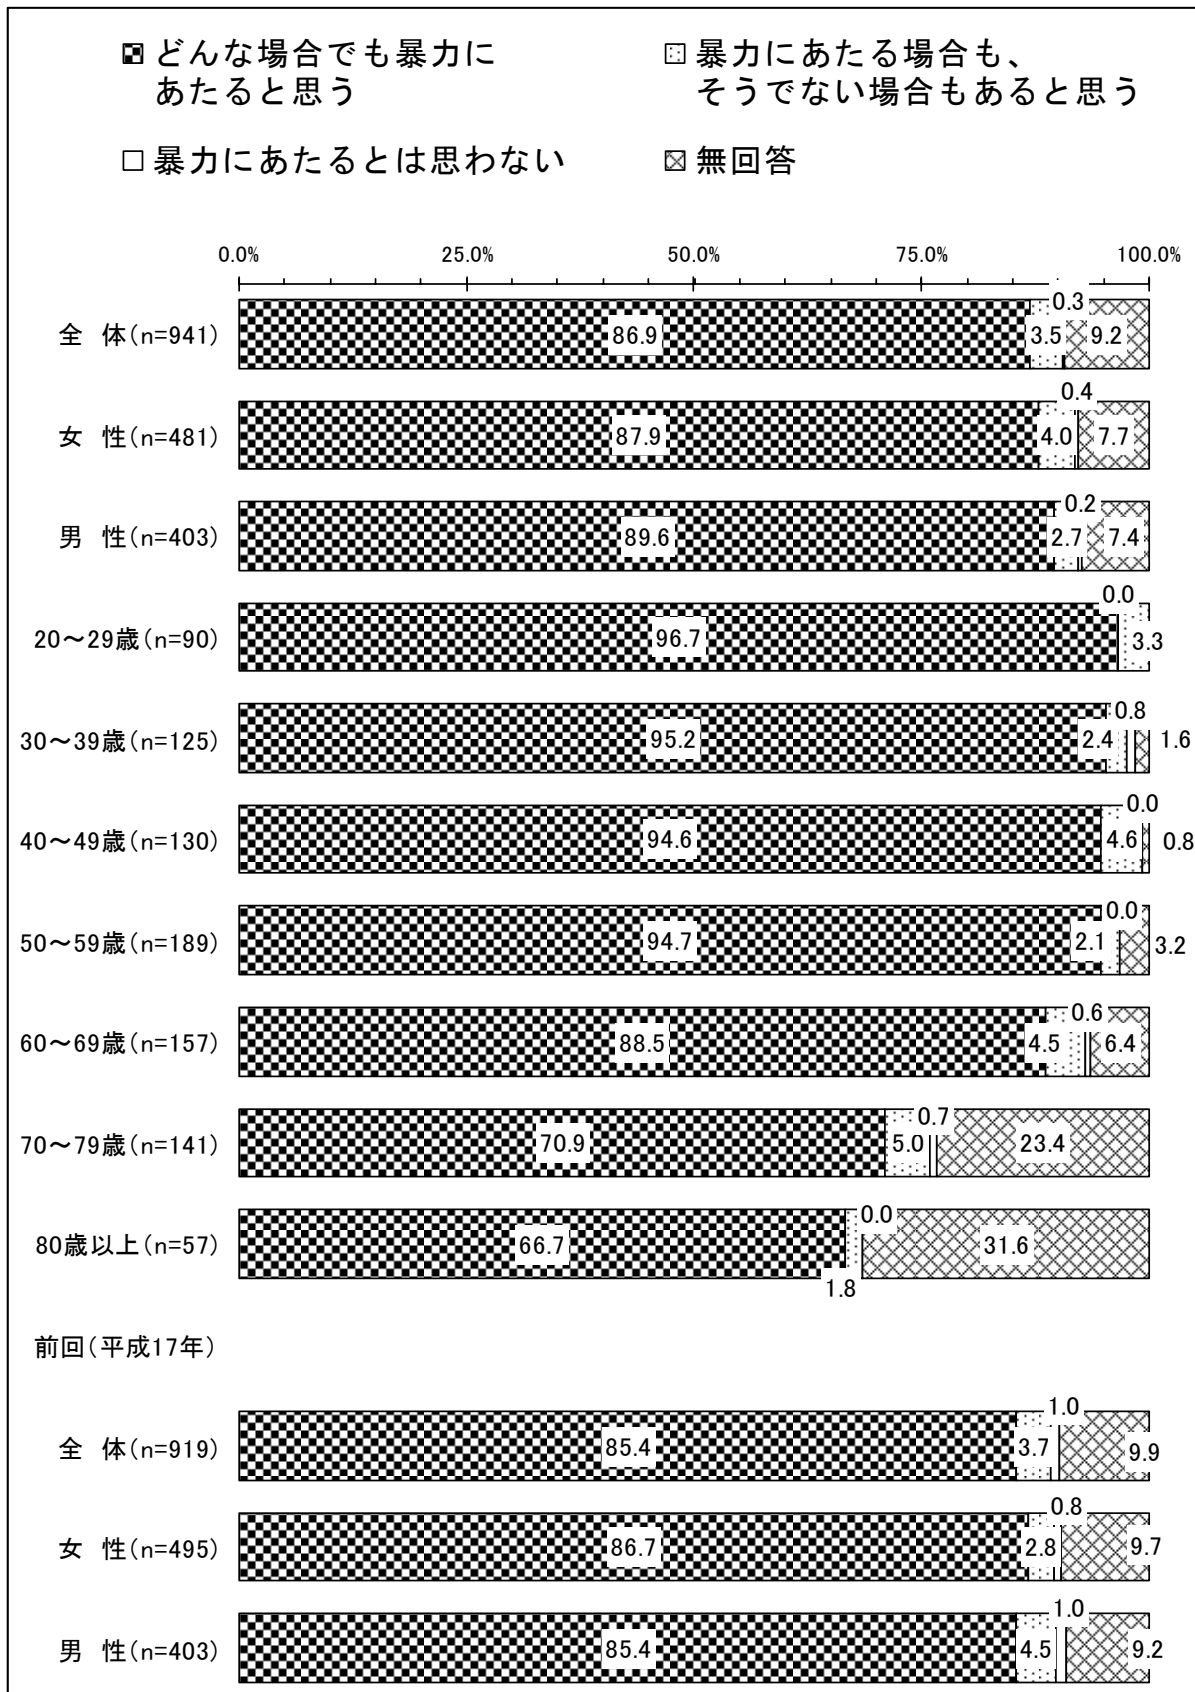 どんな場合でも暴力に
あたると思う
暴力にあたる場合も、
そうでない場合もあると思う
暴力にあたるとは思わない
無回答
0.0% 25.0% 50.0% 75.0% 100.0%
全 体(n=941) 86.9 3.5 0.3 9.2
女 性(n=481) 87.9 4.0 0.4 7.7
男 性(n=403) 89.6 2.7 0.2 7.4
20～29歳(n=90) 96.7 0.0 3.3
30～39歳(n=125) 95.2 2.4 0.8 1.6
40～49歳(n=130) 94.6 4.6 0.0 0.8
50～59歳(n=189) 94.7 2.1 0.0 3.2
60～69歳(n=157) 88.5 4.5 0.6 6.4
70～79歳(n=141) 70.9 5.0 0.7 23.4
80歳以上(n=57) 66.7 1.8 0.0 31.6
前回(平成17年)
全 体(n=919) 85.4 3.7 1.0 9.9
女 性(n=495) 86.7 2.8 0.8 9.7
男 性(n=403) 85.4 4.5 1.0 9.2